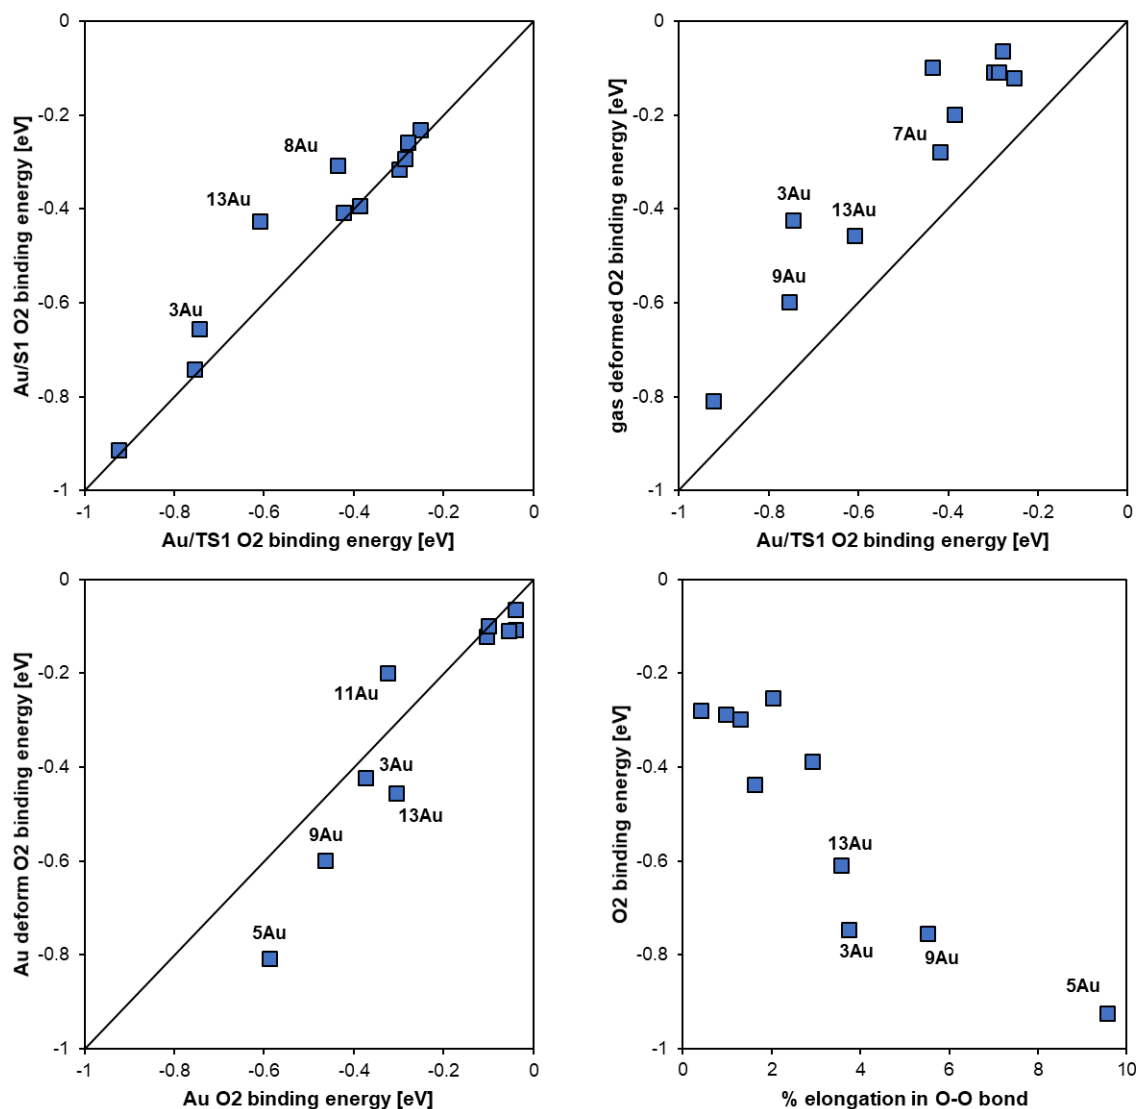 0
-0.2
-0.4
-0.6
-0.8
-1
Au/S1 O2 binding energy [eV]
8Au
13Au
3Au
-1
-0.8
-0.6
-0.4
-0.2
0
Au/TS1 O2 binding energy [eV]
0
-0.2
-0.4
-0.6
-0.8
-1
gas deformed O2 binding energy [eV]
7Au
3Au
13Au
9Au
-1
-0.8
-0.6
-0.4
-0.2
0
Au/TS1 O2 binding energy [eV]
0
-0.2
-0.4
-0.6
-0.8
-1
Au deform O2 binding energy [eV]
11Au
3Au
13Au
9Au
5Au
-1
-0.8
-0.6
-0.4
-0.2
0
Au O2 binding energy [eV]
0
-0.2
-0.4
-0.6
-0.8
-1
O2 binding energy [eV]
13Au
3Au
9Au
5Au
0
2
4
6
8
10
% elongation in O-O bond